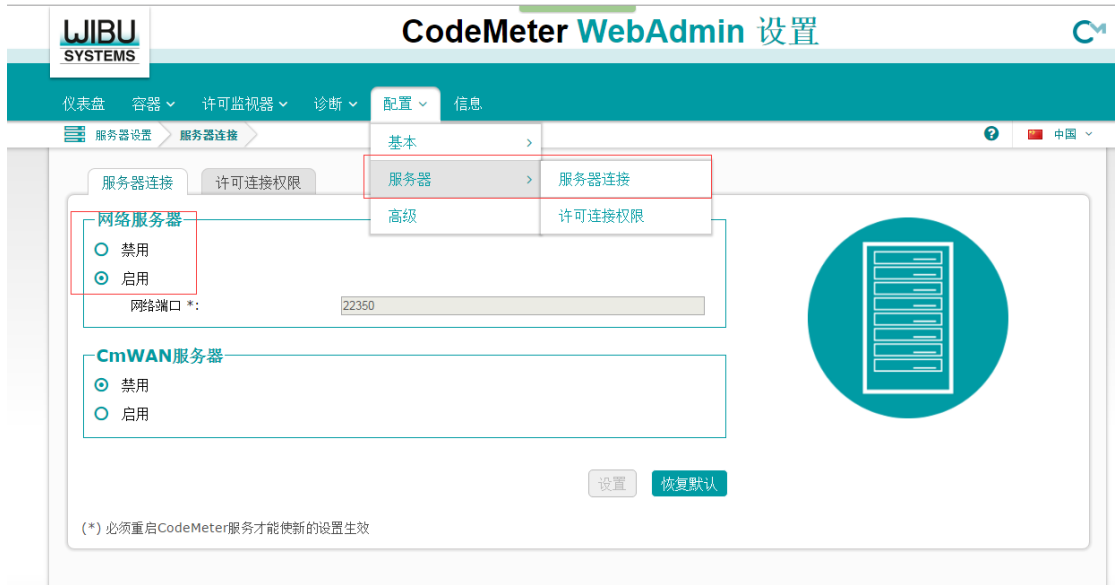 WIBU
SYSTEMS
CodeMeter WebAdmin 设置
CM
仪表盘 容器 许可监视器 诊断 配置 信息
服务器设置 服务器连接
中国
基本
服务器
服务器连接
高级
许可连接权限
服务器连接 许可连接权限
网络服务器
禁用
启用
网络端口 *: 22350
CmWAN服务器
禁用
启用
设置 恢复默认
(*) 必须重启CodeMeter服务才能使新的设置生效